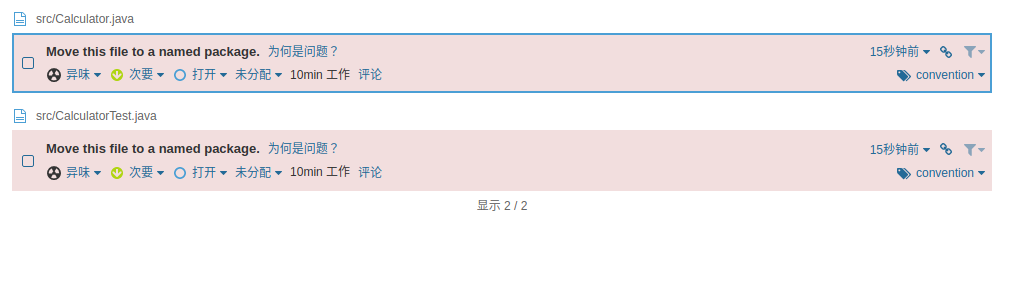 src/Calculator.java
Move this file to a named package. 为何是问题？ 15秒钟前
异味 次要 打开 未分配 10min 工作 评论 convention
src/CalculatorTest.java
Move this file to a named package. 为何是问题？ 15秒钟前
异味 次要 打开 未分配 10min 工作 评论 convention
显示 2 / 2